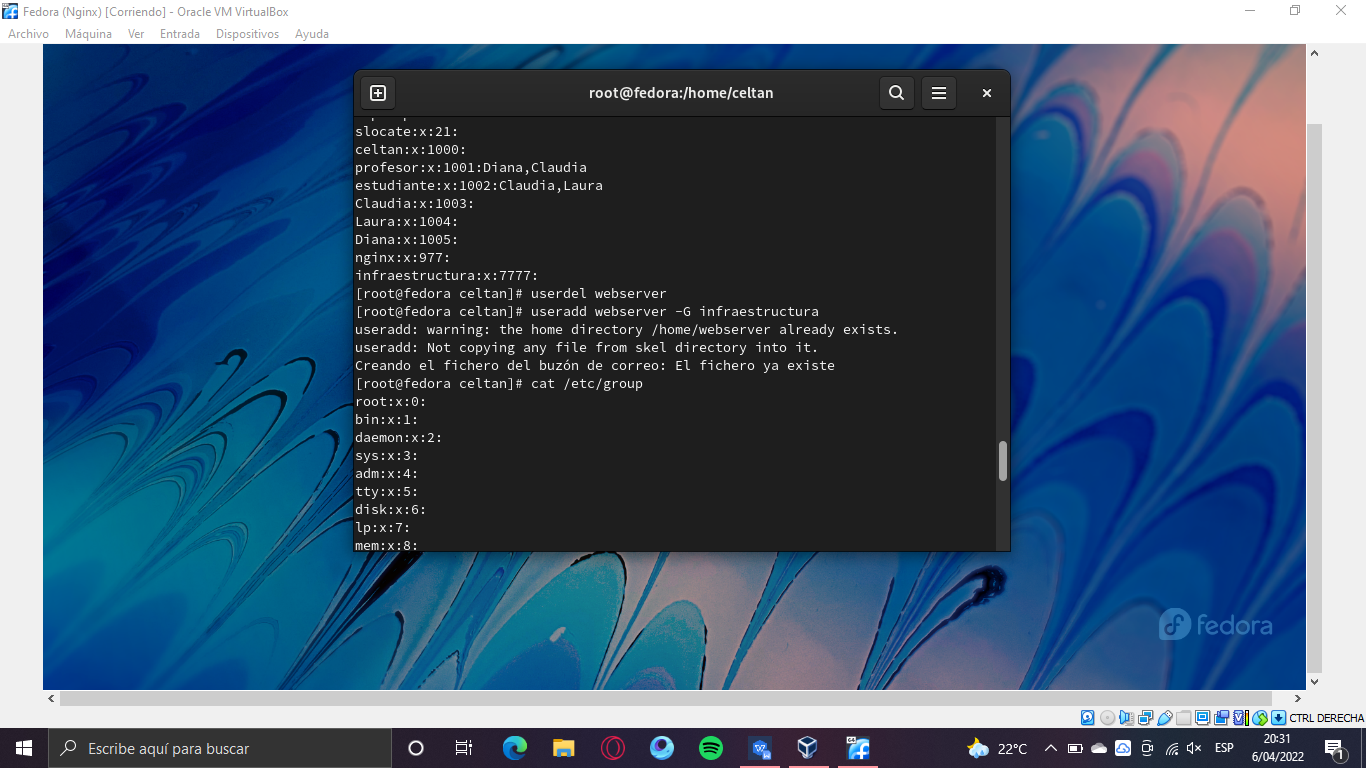 Fedora (Nginx) [Corriendo] - Oracle VM VirtualBox
Archivo Máquina Ver Entrada Dispositivos Ayuda
root@fedora:/home/celtan
slocate:x:21:
celtan:x:1000:
profesor:x:1001:Diana,Claudia
estudiante:x:1002:Claudia,Laura
Claudia:x:1003:
Laura:x:1004:
Diana:x:1005:
nginx:x:977:
infraestructura:x:7777:
[root@fedora celtan]# userdel webserver
[root@fedora celtan]# useradd webserver -G infraestructura
useradd: warning: the home directory /home/webserver already exists.
useradd: Not copying any file from skel directory into it.
Creando el fichero del buzón de correo: El fichero ya existe
[root@fedora celtan]# cat /etc/group
root:x:0:
bin:x:1:
daemon:x:2:
sys:x:3:
adm:x:4:
tty:x:5:
disk:x:6:
lp:x:7:
mem:x:8:
fedora
CTRL DERECHA
Escribe aquí para buscar
22°C
ESP
20:31
6/04/2022
1